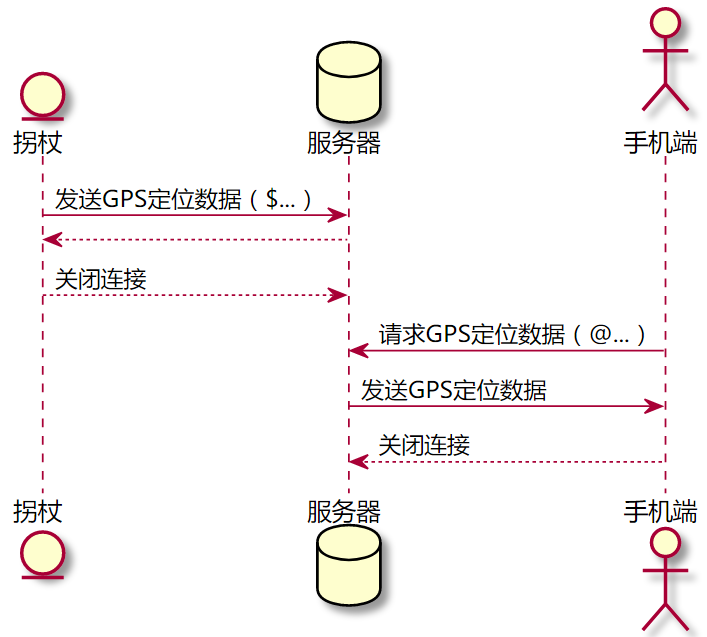 拐杖 服务器 手机端
发送GPS定位数据（$...）
关闭连接
请求GPS定位数据（@...）
发送GPS定位数据
关闭连接
拐杖 服务器 手机端